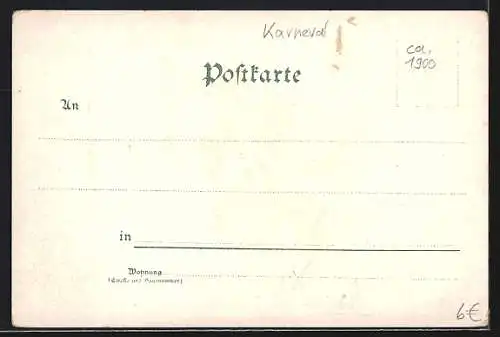 Karneval
ca.
1900
Postkarte
An
in
Wohnung
(Straße und Hausnummer)
6€